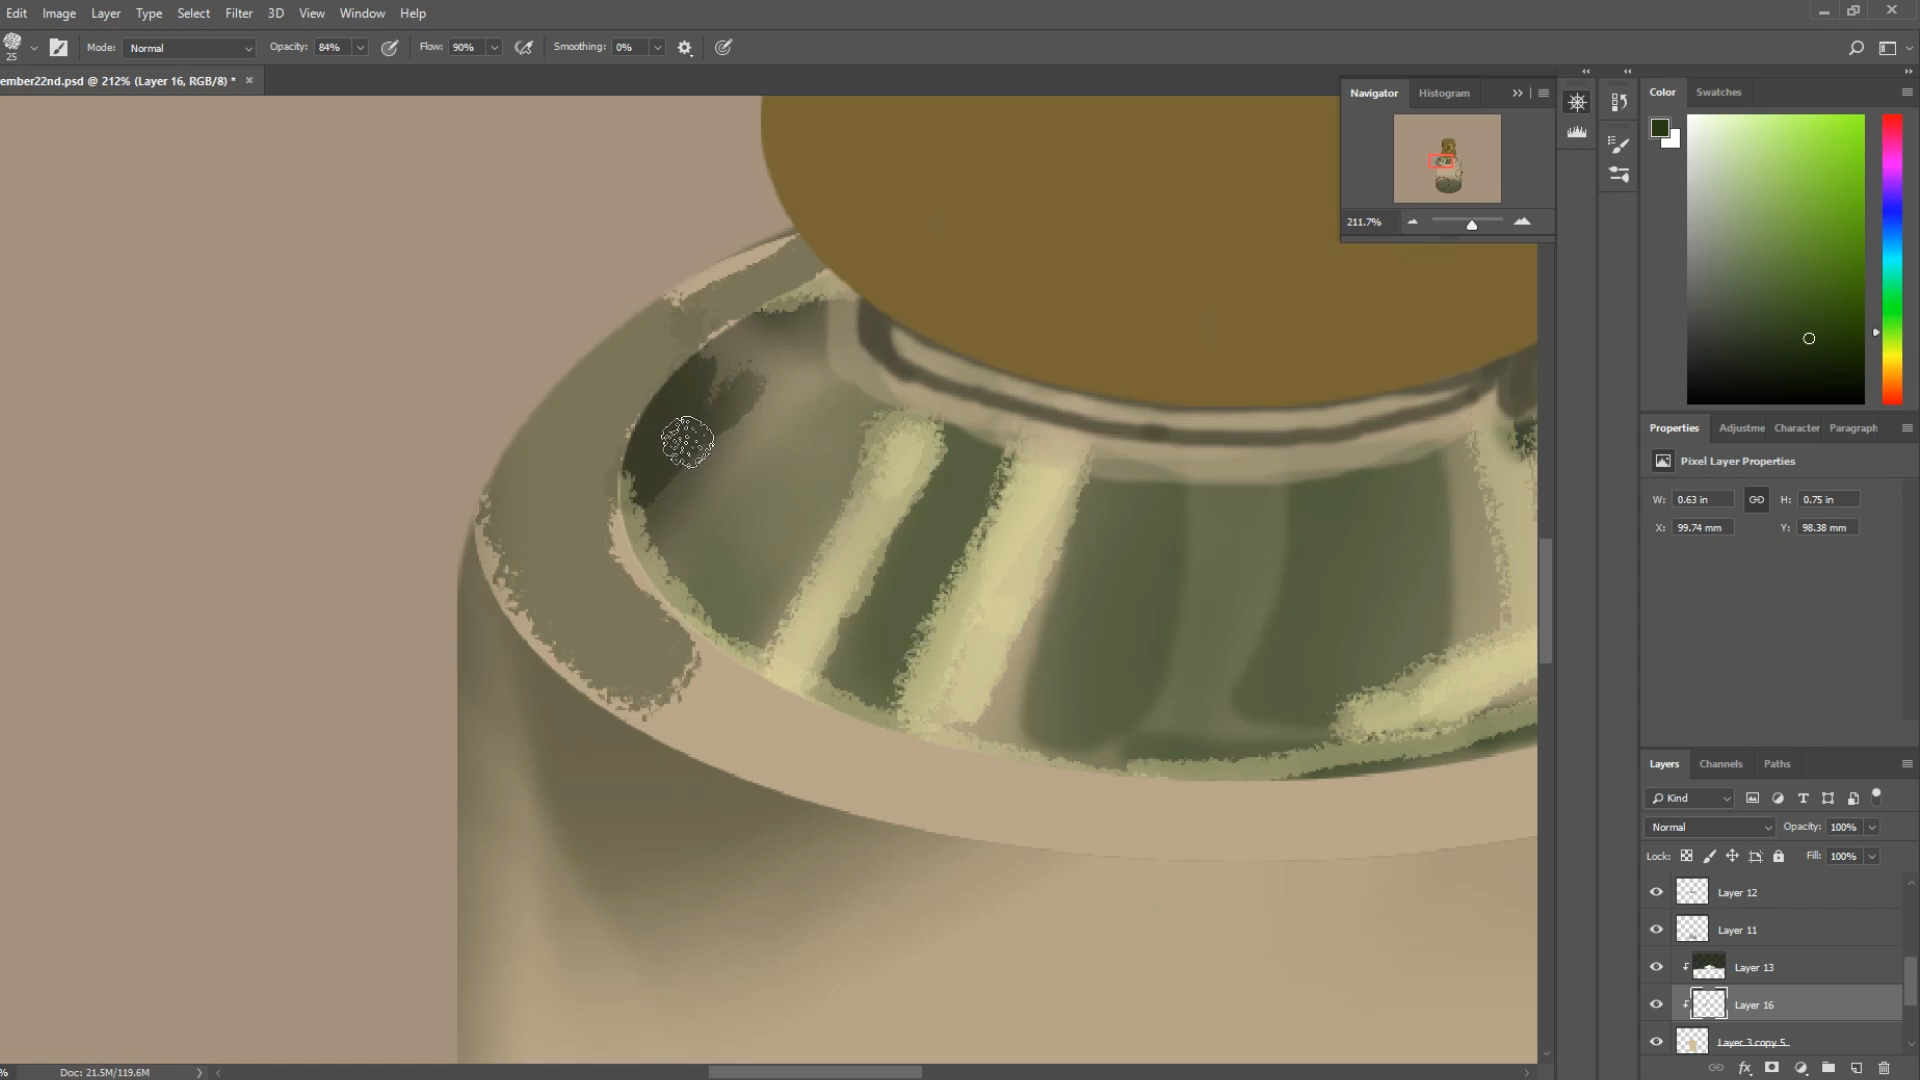 Edit Image Layer Type Select Filter 3D View Window Help
25 Mode: Normal Opacity: 84% Flow: 90% Smoothing: 0%
ember22nd.psd @ 212% (Layer 16, RGB/8) *
Navigator Histogram
211.7%
Color Swatches
Properties Adjustme Character Paragraph
Pixel Layer Properties
W: 0.63 in H: 0.75 in
X: 99.74 mm Y: 98.38 mm
Layers Channels Paths
Kind
Normal Opacity: 100%
Lock: Fill: 100%
Layer 12
Layer 11
Layer 13
Layer 16
Layer 3 copy 5
% Doc: 21.5M/119.6M